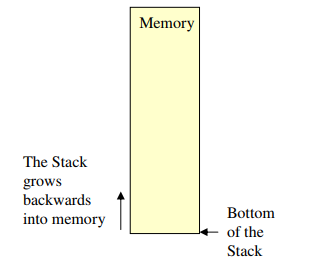 Memory
The Stack
grows
backwards
into memory
Bottom
of the
Stack